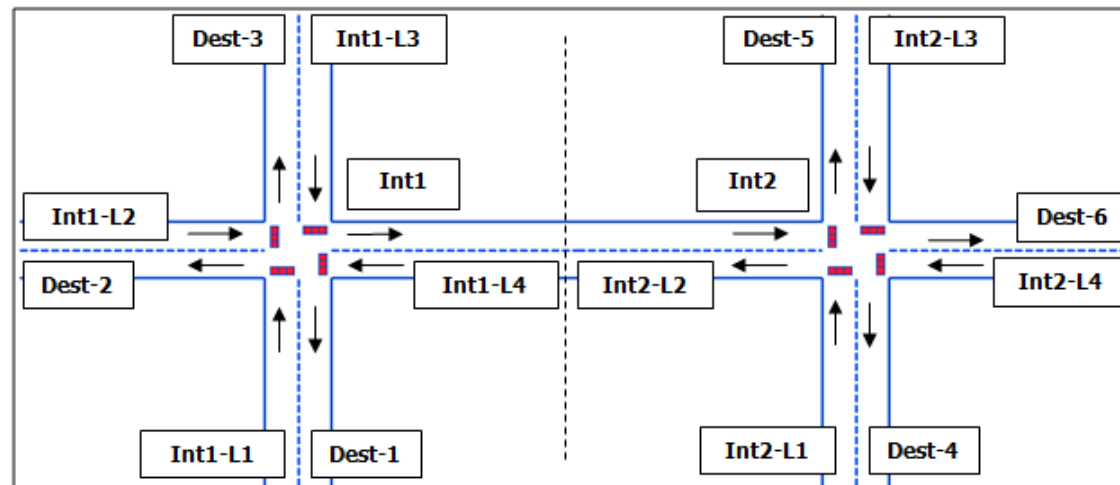 Dest-3
Int1-L3
Dest-5
Int2-L3
Int1
Int2
Int1-L2
Dest-6
Dest-2
Int1-L4
Int2-L2
Int2-L4
Int1-L1
Dest-1
Int2-L1
Dest-4